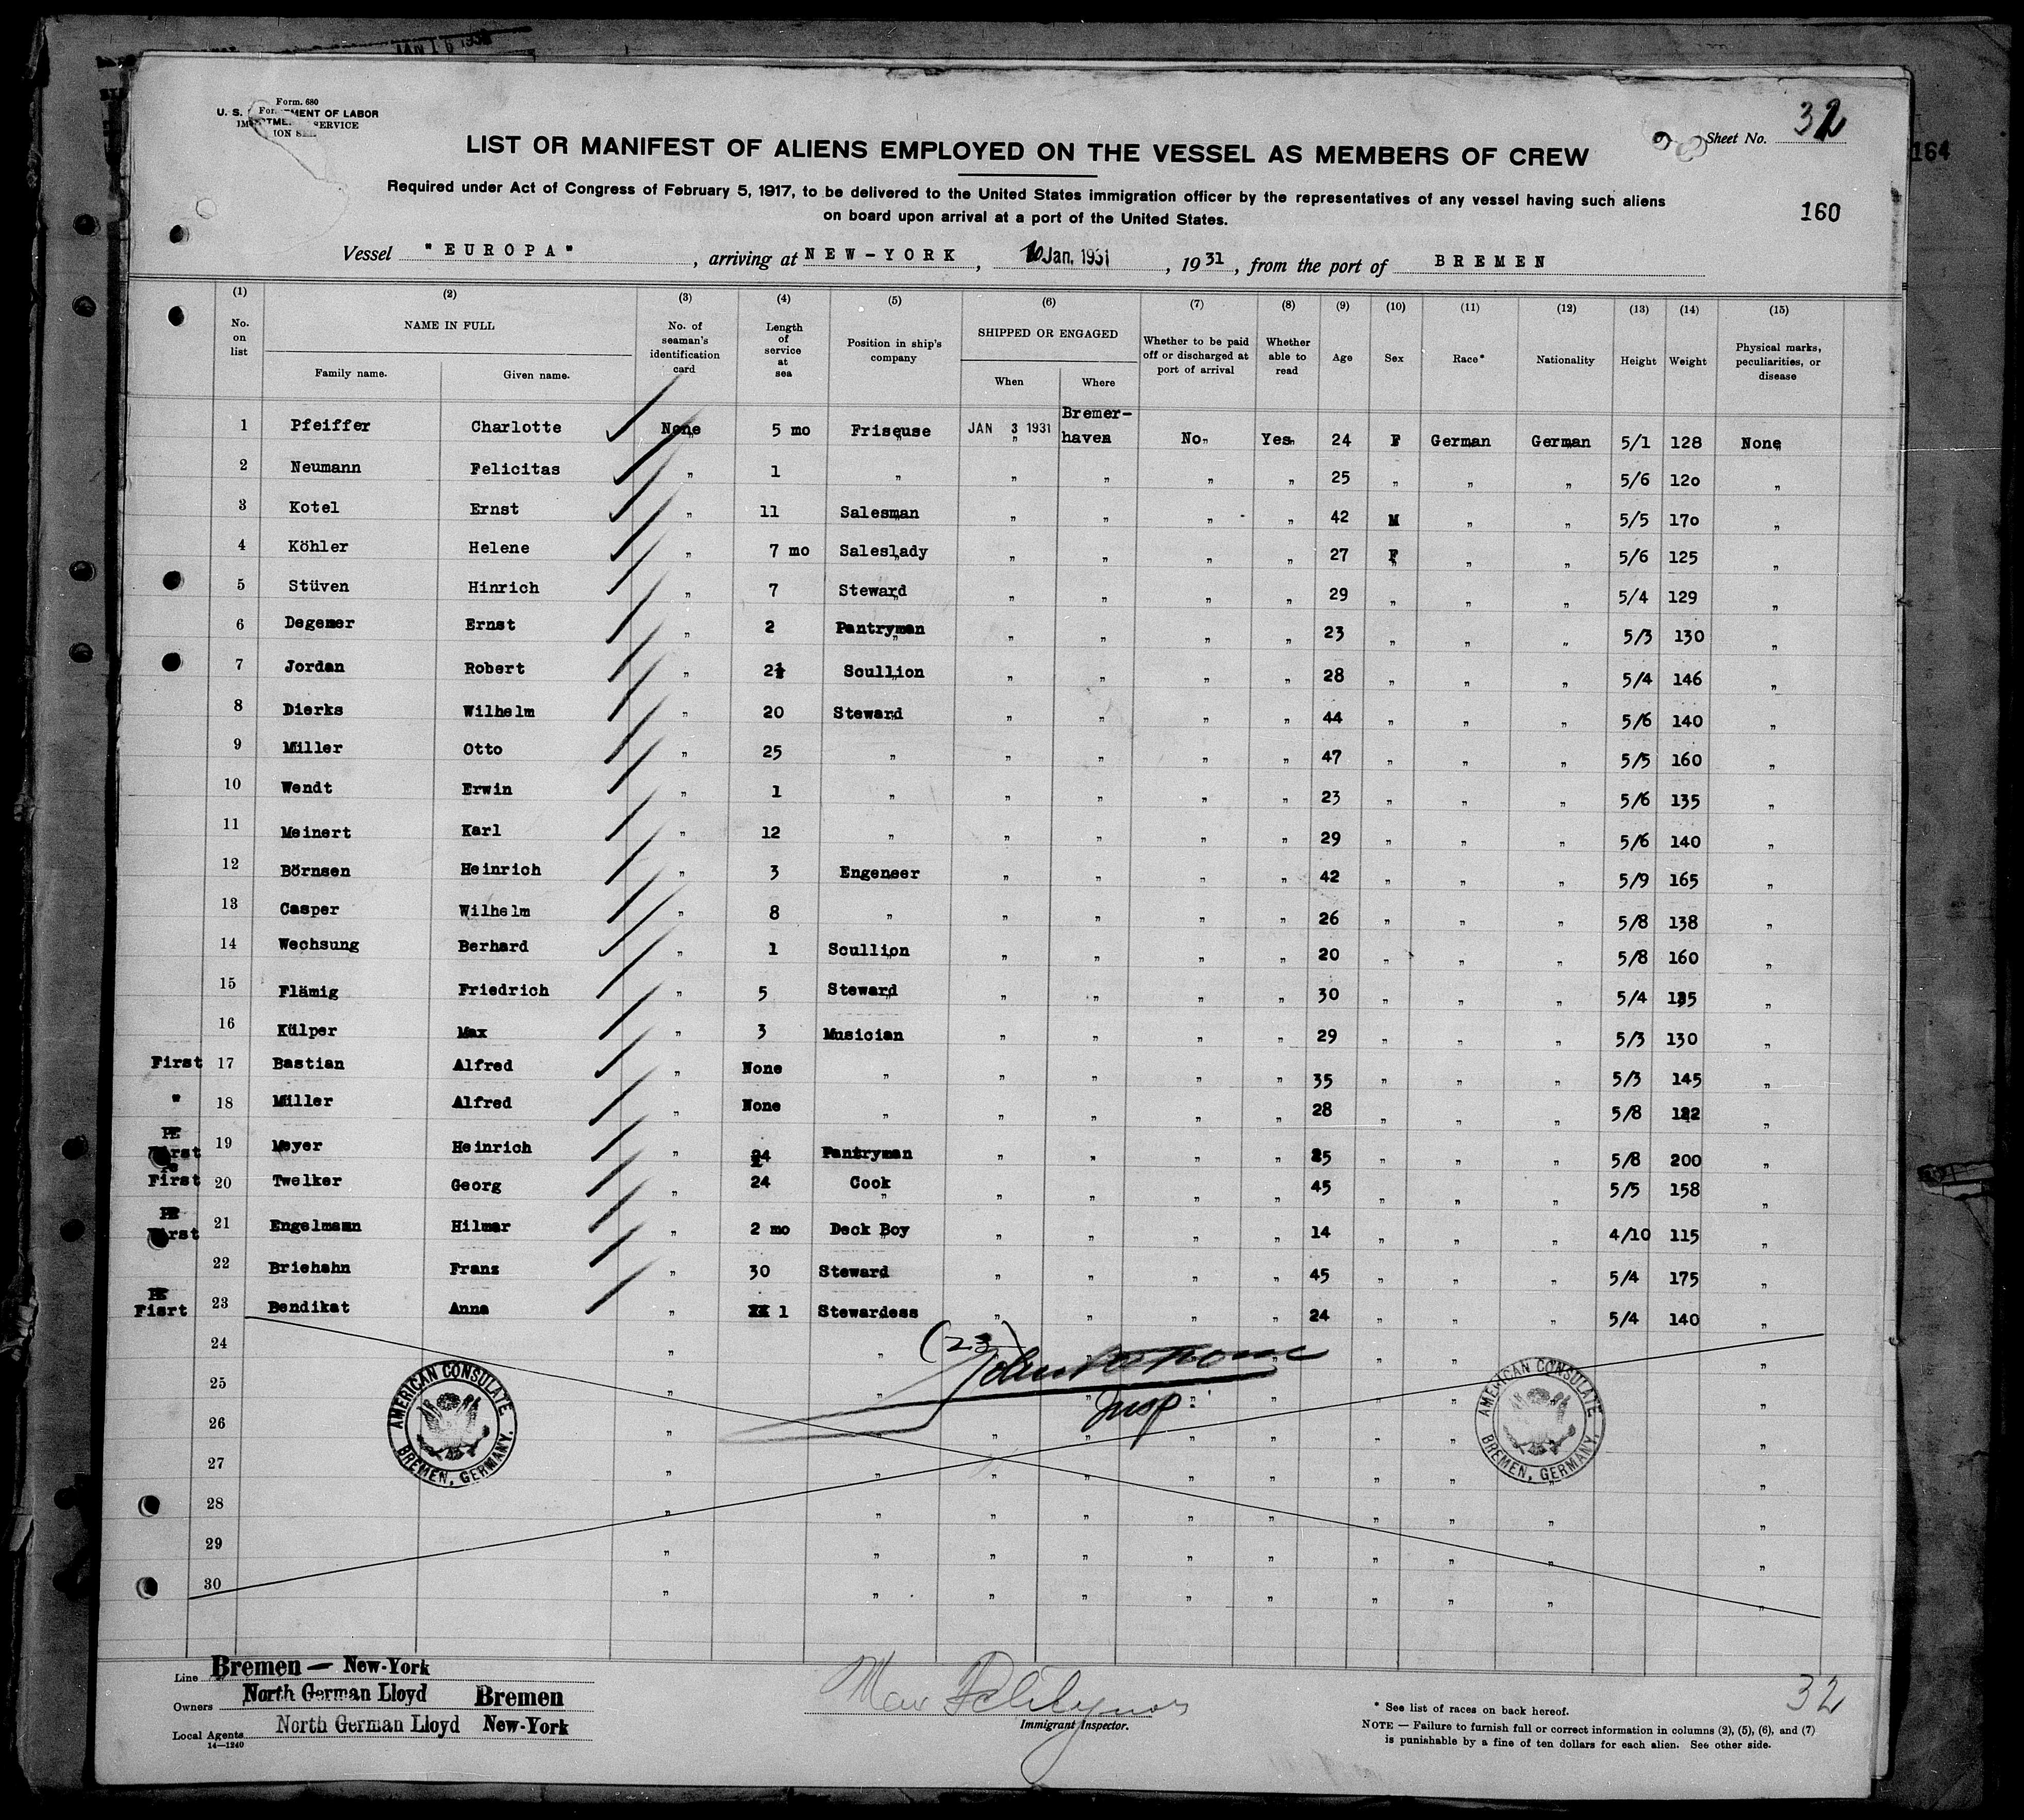 JAN 16 193
Form. 680
U. S. MENT OF LABOR
SERVICE
Sheet No. 32
164
LIST OR MANIFEST OF ALIENS EMPLOYED ON THE VESSEL AS MEMBERS OF CREW
Required under Act of Congress of February 5, 1917, to be delivered to the United States immigration officer by the representatives of any vessel having such aliens
on board upon arrival at a port of the United States.
160
Vessel "EUROPA", arriving at NEW-YORK, 10 Jan. 1931, 1931, from the port of BREMEN
(1) (2) (3) (4) (5) (6) (7) (8) (9) (10) (11) (12) (13) (14) (15)
No. on list NAME IN FULL Family name. Given name. No. of seaman's identification card Length of service at sea Position in ship's company SHIPPED OR ENGAGED When Where Whether to be paid off or discharged at port of arrival Whether able to read Age Sex Race* Nationality Height Weight Physical marks, peculiarities, or disease
1 Pfeiffer Charlotte None 5 mo Friseuse JAN 3 1931 Bremer-haven No Yes 24 F German German 5/1 128 None
2 Neumann Felicitas " 1 " " " " " 25 " " " 5/6 120 "
3 Kotel Ernst " 11 Salesman " " " " 42 M " " 5/5 170 "
4 Köhler Helene " 7 mo Saleslady " " " " 27 F " " 5/6 125 "
5 Stüven Hinrich " 7 Steward " " " " 29 " " " 5/4 129 "
6 Degener Ernst " 2 Pantryman " " " " 23 " " " 5/3 130 "
7 Jordan Robert " 2½ Scullion " " " " 28 " " " 5/4 146 "
8 Dierks Wilhelm " 20 Steward " " " " 44 " " " 5/6 140 "
9 Müller Otto " 25 " " " " " 47 " " " 5/5 160 "
10 Wendt Erwin " 1 " " " " " 23 " " " 5/6 135 "
11 Meinert Karl " 12 " " " " " 29 " " " 5/6 140 "
12 Börnsen Heinrich " 3 Engeneer " " " " 42 " " " 5/9 165 "
13 Casper Wilhelm " 8 " " " " " 26 " " " 5/8 138 "
14 Wechsung Berhard " 1 Scullion " " " " 20 " " " 5/8 160 "
15 Flämig Friedrich " 5 Steward " " " " 30 " " " 5/4 "
16 Külper Max " 3 Musician " " " " 29 " " " 5/3 130 "
First 17 Bastian Alfred " None " " " " " 35 " " " 5/3 145 "
" 18 Müller Alfred " None " " " " " 28 " " " 5/8 "
19 Meyer Heinrich " Pantryman " " " " " " " 5/8 200 "
First 20 Twelker Georg " 24 Cook " " " " 45 " " " 5/5 158 "
21 Engelmann Hilmar " 2 mo Deck Boy " " " " 14 " " " 4/10 115 "
22 Briehahn Franz " 30 Steward " " " " 45 " " " 5/4 175 "
Fisrt 23 Bendikat Anna " 1 Stewardess " " " " 24 " " " 5/4 140 "
24
25
26
27
28
29
30
(23)
Insp.
AMERICAN CONSULATE BREMEN, GERMANY.
AMERICAN CONSULATE BREMEN, GERMANY.
Line Bremen — New-York
Owners North German Lloyd Bremen
Local Agents North German Lloyd New-York
14—1240
Immigrant Inspector.
32
* See list of races on back hereof.
NOTE — Failure to furnish full or correct information in columns (2), (5), (6), and (7)
is punishable by a fine of ten dollars for each alien. See other side.